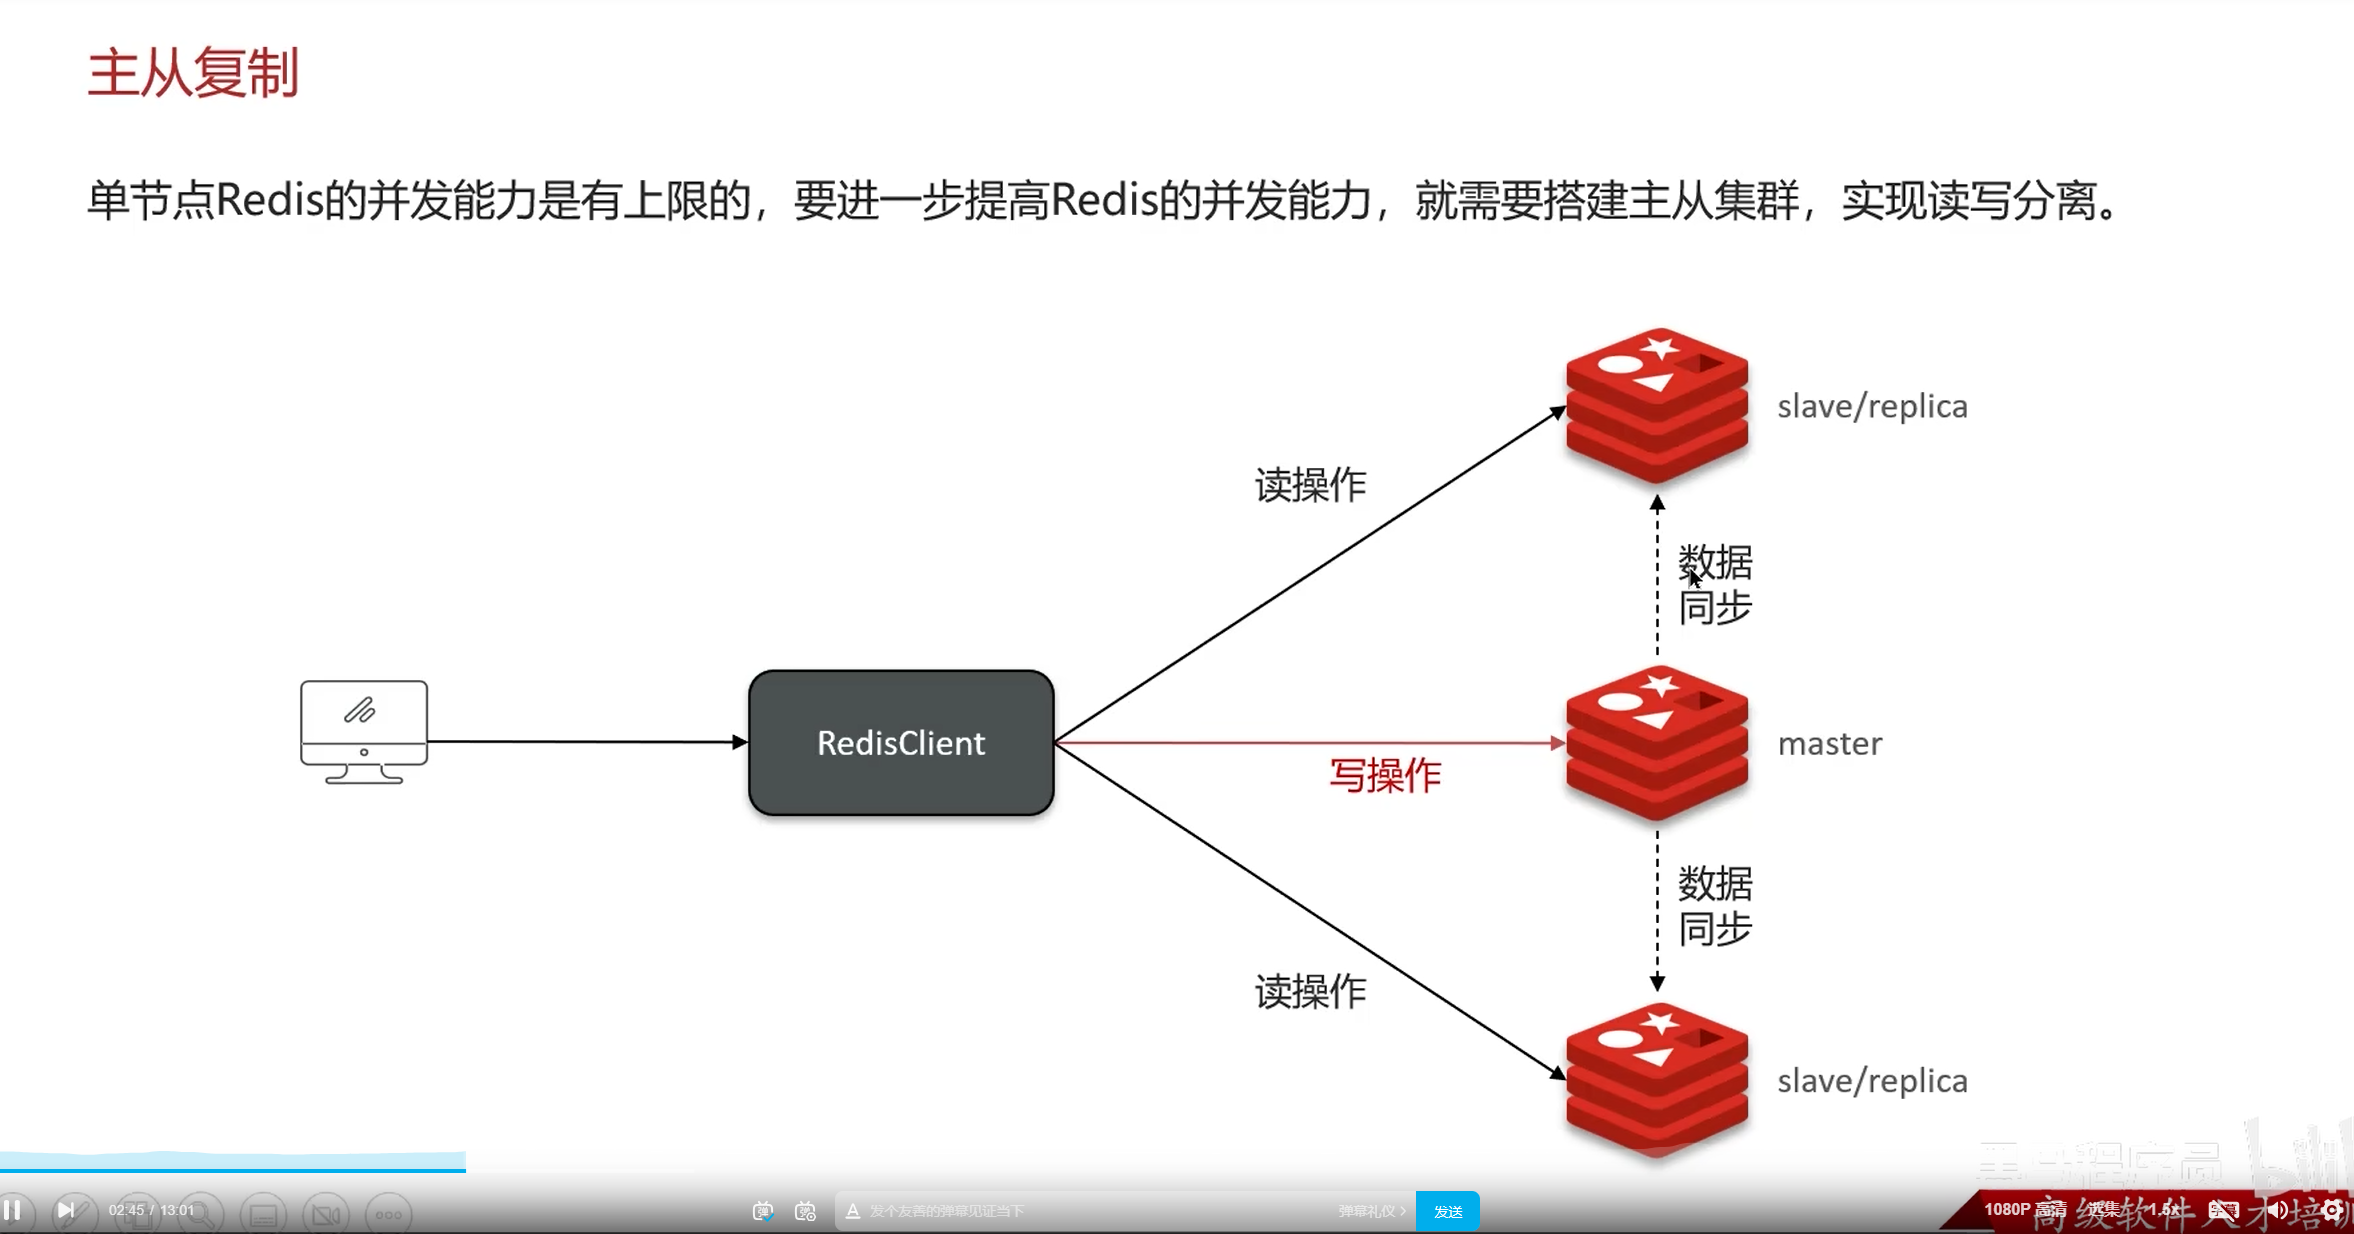 主从复制
单节点Redis的并发能力是有上限的，要进一步提高Redis的并发能力，就需要搭建主从集群，实现读写分离。
slave/replica
读操作
数据
同步
RedisClient
写操作
master
数据
同步
读操作
slave/replica
02:45 / 13:01
发个友善的弹幕见证当下
弹幕礼仪
发送
1080P 高清
选集
1.5x
高级软件人才培训